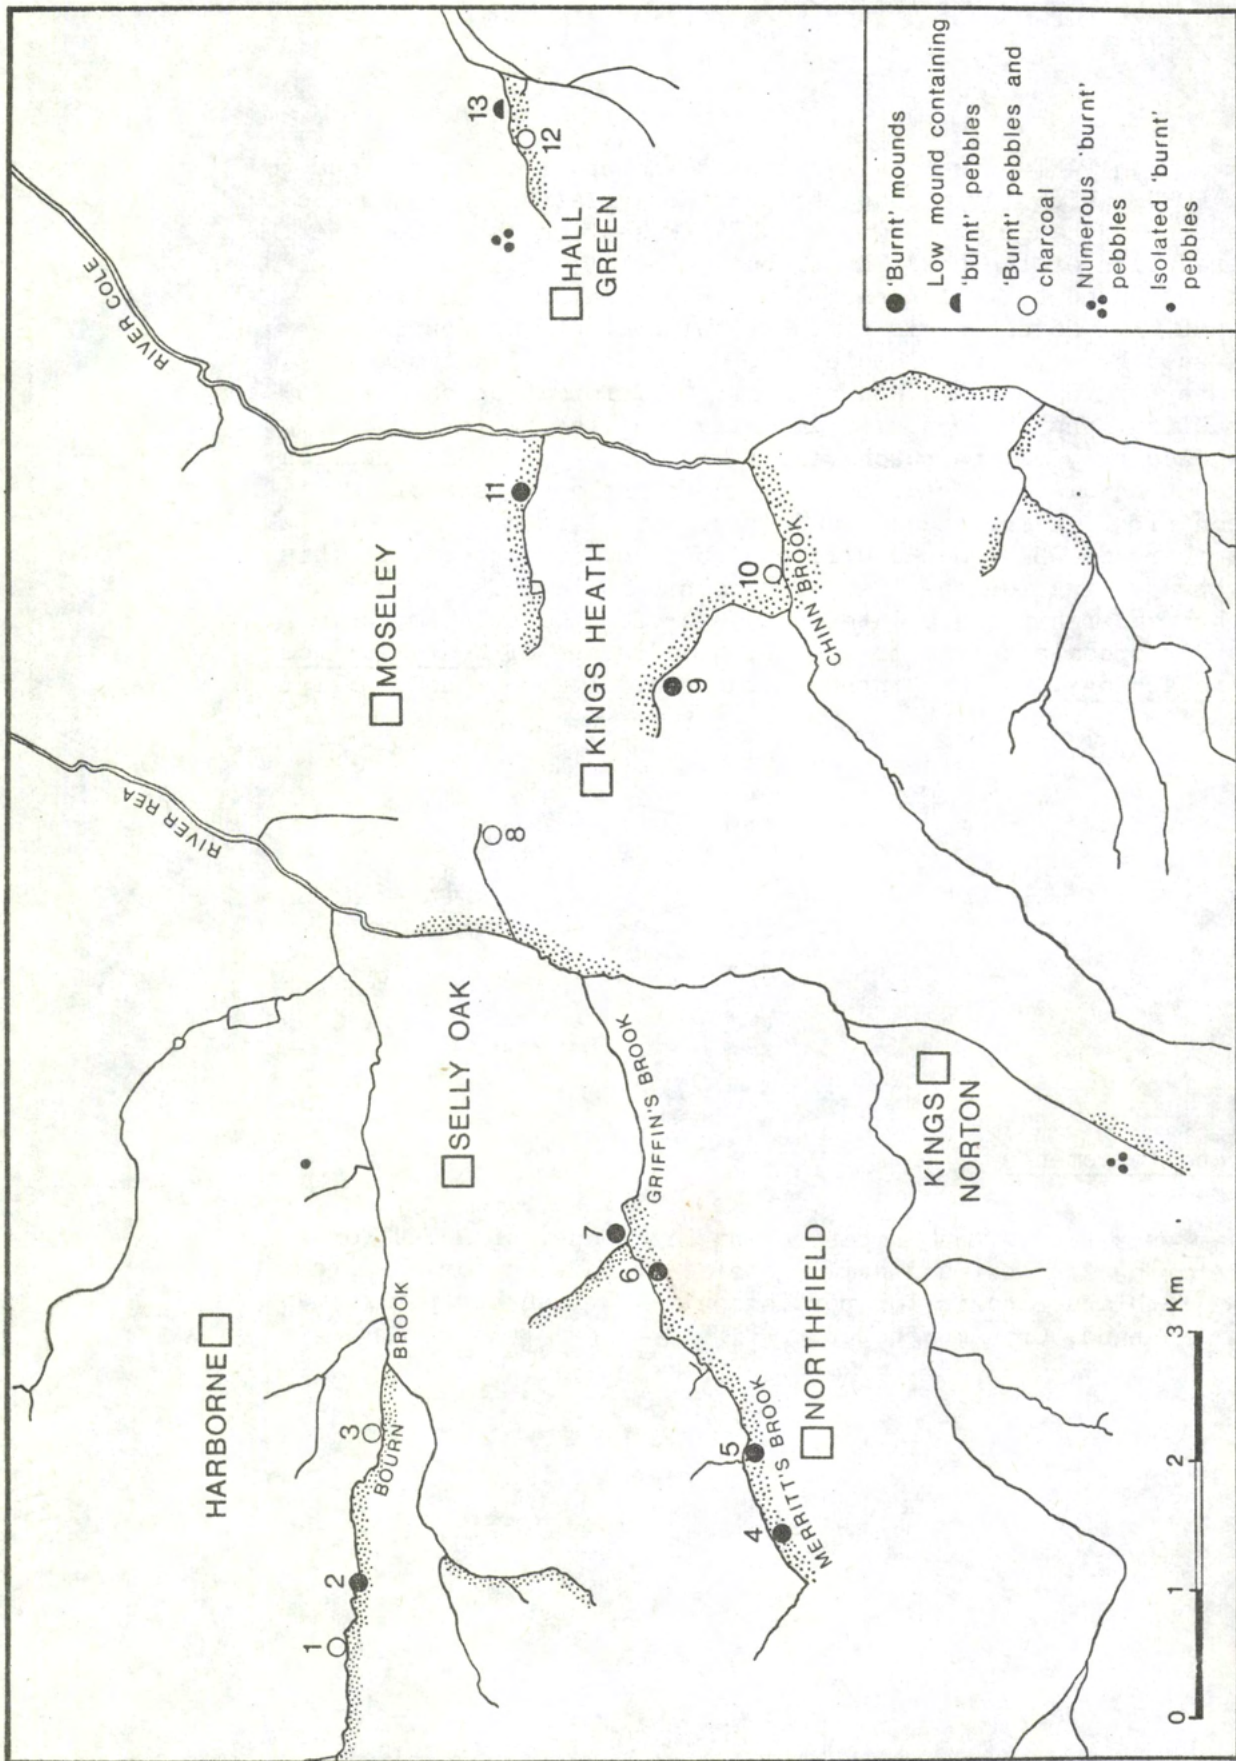 RIVER REA
RIVER COLE
HARBORNE
MOSELEY
1
2
3
BOURN
BROOK
SELLY OAK
8
11
13
12
HALL
GREEN
KINGS HEATH
7
6
GRIFFIN'S BROOK
9
10
CHINN BROOK
5
4
MERRITT'S BROOK
NORTHFIELD
KINGS
NORTON
0
1
2
3 Km
'Burnt' mounds
Low mound containing
'burnt' pebbles
'Burnt' pebbles and
charcoal
Numerous 'burnt'
pebbles
Isolated 'burnt'
pebbles